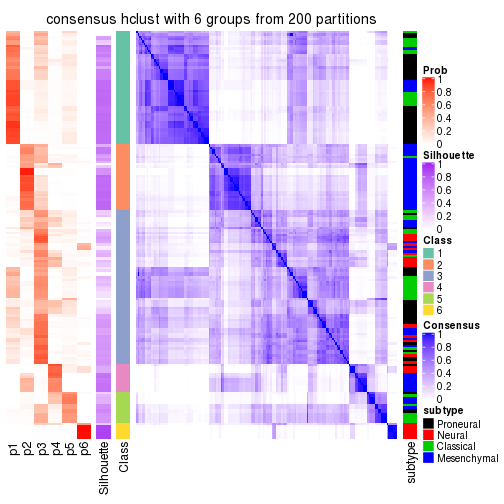 consensus hclust with 6 groups from 200 partitions
Prob
1
0.8
0.6
0.4
0.2
0
Silhouette
1
0.8
0.6
0.4
0.2
0
Class
1
2
3
4
5
6
Consensus
1
0.8
0.6
0.4
0.2
0
subtype
Proneural
Neural
Classical
Mesenchymal
p1
p2
p3
p4
p5
p6
Silhouette
Class
subtype